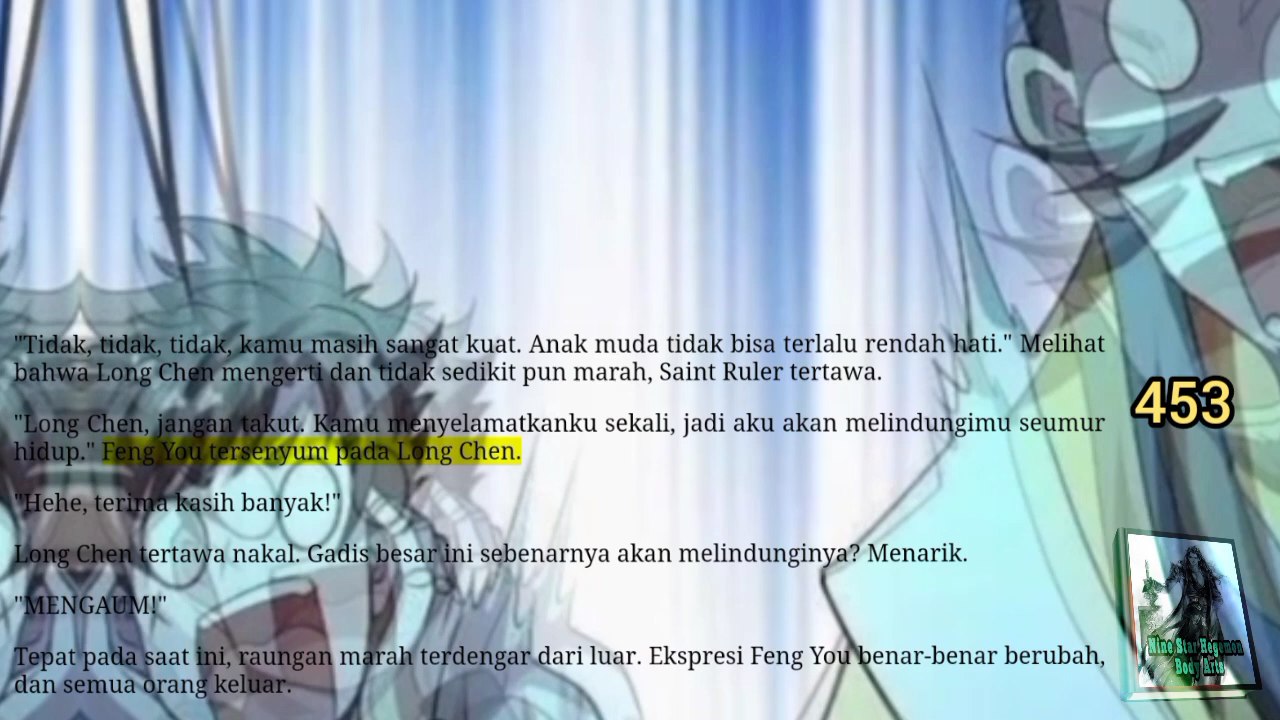 "Tidak, tidak, tidak, kamu masih sangat kuat. Anak muda tidak bisa terlalu rendah hati." Melihat
bahwa Long Chen mengerti dan tidak sedikit pun marah, Saint Ruler tertawa.
"Long Chen, jangan takut. Kamu menyelamatkanku sekali, jadi aku akan melindungimu seumur
hidup." Feng You tersenyum pada Long Chen.
"Hehe, terima kasih banyak!"
Long Chen tertawa nakal. Gadis besar ini sebenarnya akan melindunginya? Menarik.
"MENGAUM!"
Tepat pada saat ini, raungan marah terdengar dari luar. Ekspresi Feng You benar-benar berubah,
dan semua orang keluar.
453
Nine Star Hegemon
Body Arts